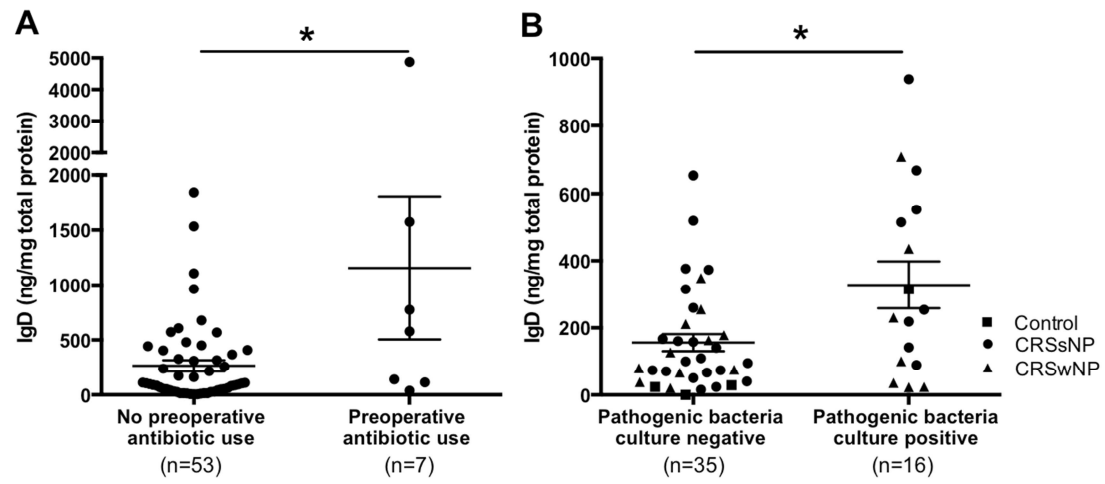 A
*
5000
4000
3000
2000
2000
1500
1000
500
0
IgD (ng/mg total protein)
No preoperative
antibiotic use
(n=53)
Preoperative
antibiotic use
(n=7)
B
*
1000
800
600
400
200
0
IgD (ng/mg total protein)
Pathogenic bacteria
culture negative
(n=35)
Pathogenic bacteria
culture positive
(n=16)
Control
CRSsNP
CRSwNP